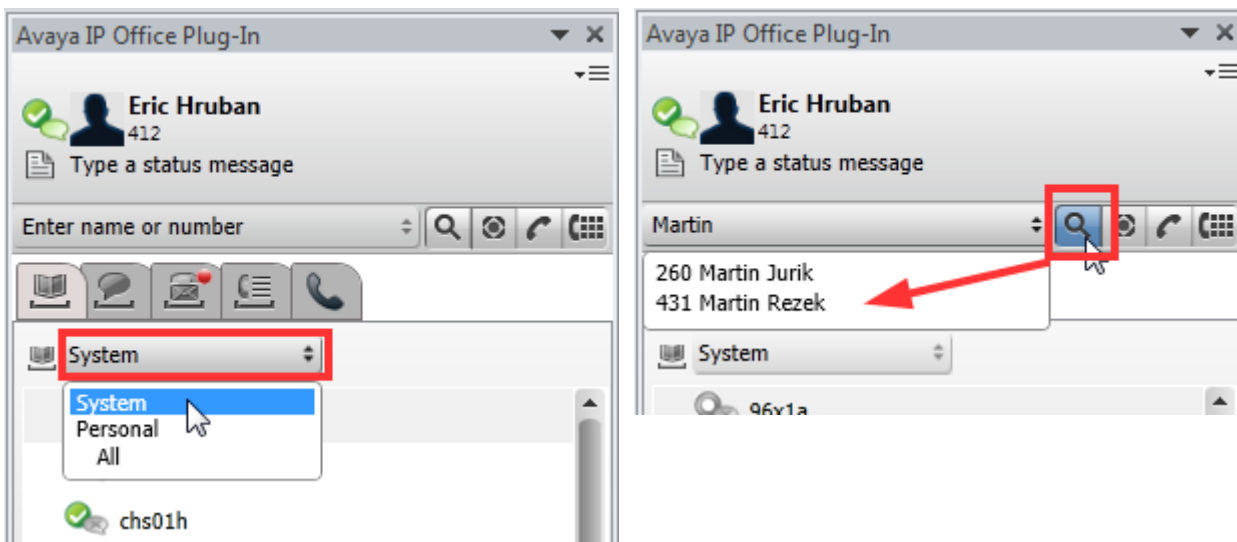 Avaya IP Office Plug-In
Eric Hruban
412
Type a status message
Enter name or number
System
System
Personal
All
chs01h
Avaya IP Office Plug-In
Eric Hruban
412
Type a status message
Martin
260 Martin Jurik
431 Martin Rezek
System
96x1a